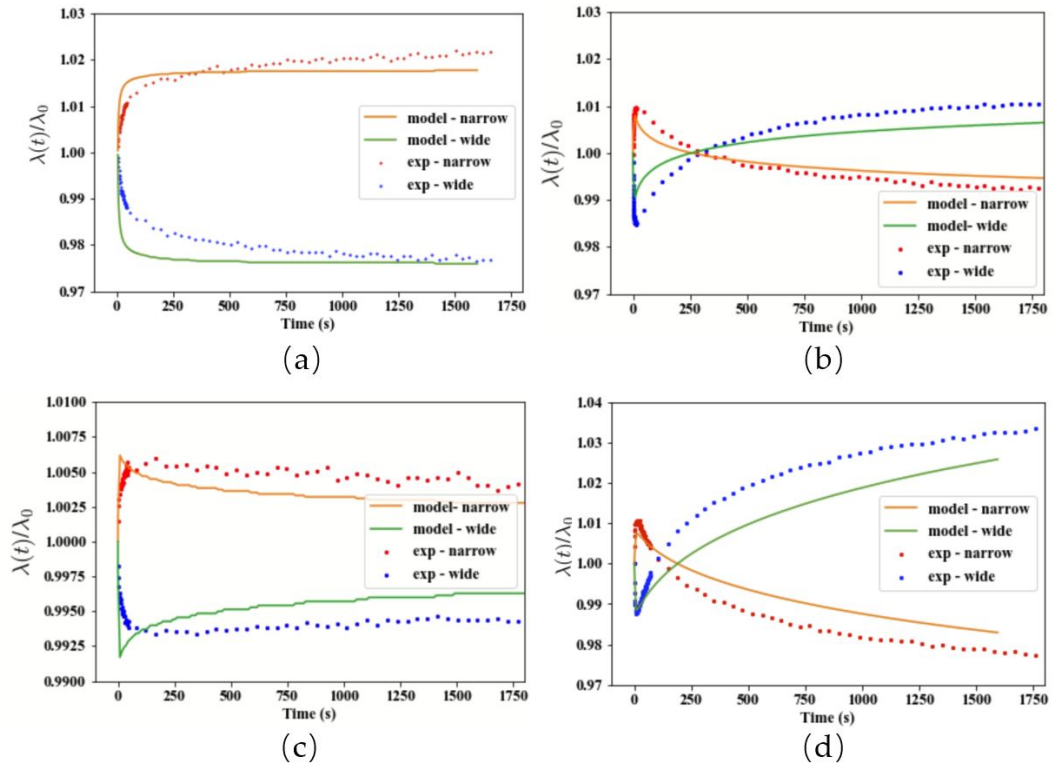 1.03
1.02
1.01
1.00
0.99
0.98
0.97
λ(t)/λ₀
model - narrow
model - wide
exp - narrow
exp - wide
0 250 500 750 1000 1250 1500 1750
Time (s)
(a)
1.03
1.02
1.01
1.00
0.99
0.98
0.97
λ(t)/λ₀
model - narrow
model- wide
exp - narrow
exp - wide
0 250 500 750 1000 1250 1500 1750
Time (s)
(b)
1.0100
1.0075
1.0050
1.0025
1.0000
0.9975
0.9950
0.9925
0.9900
λ(t)/λ₀
model - narrow
model - wide
exp - narrow
exp - wide
0 250 500 750 1000 1250 1500 1750
Time (s)
(c)
1.04
1.03
1.02
1.01
1.00
0.99
0.98
0.97
λ(t)/λ₀
model - narrow
model - wide
exp - narrow
exp - wide
0 250 500 750 1000 1250 1500 1750
Time (s)
(d)